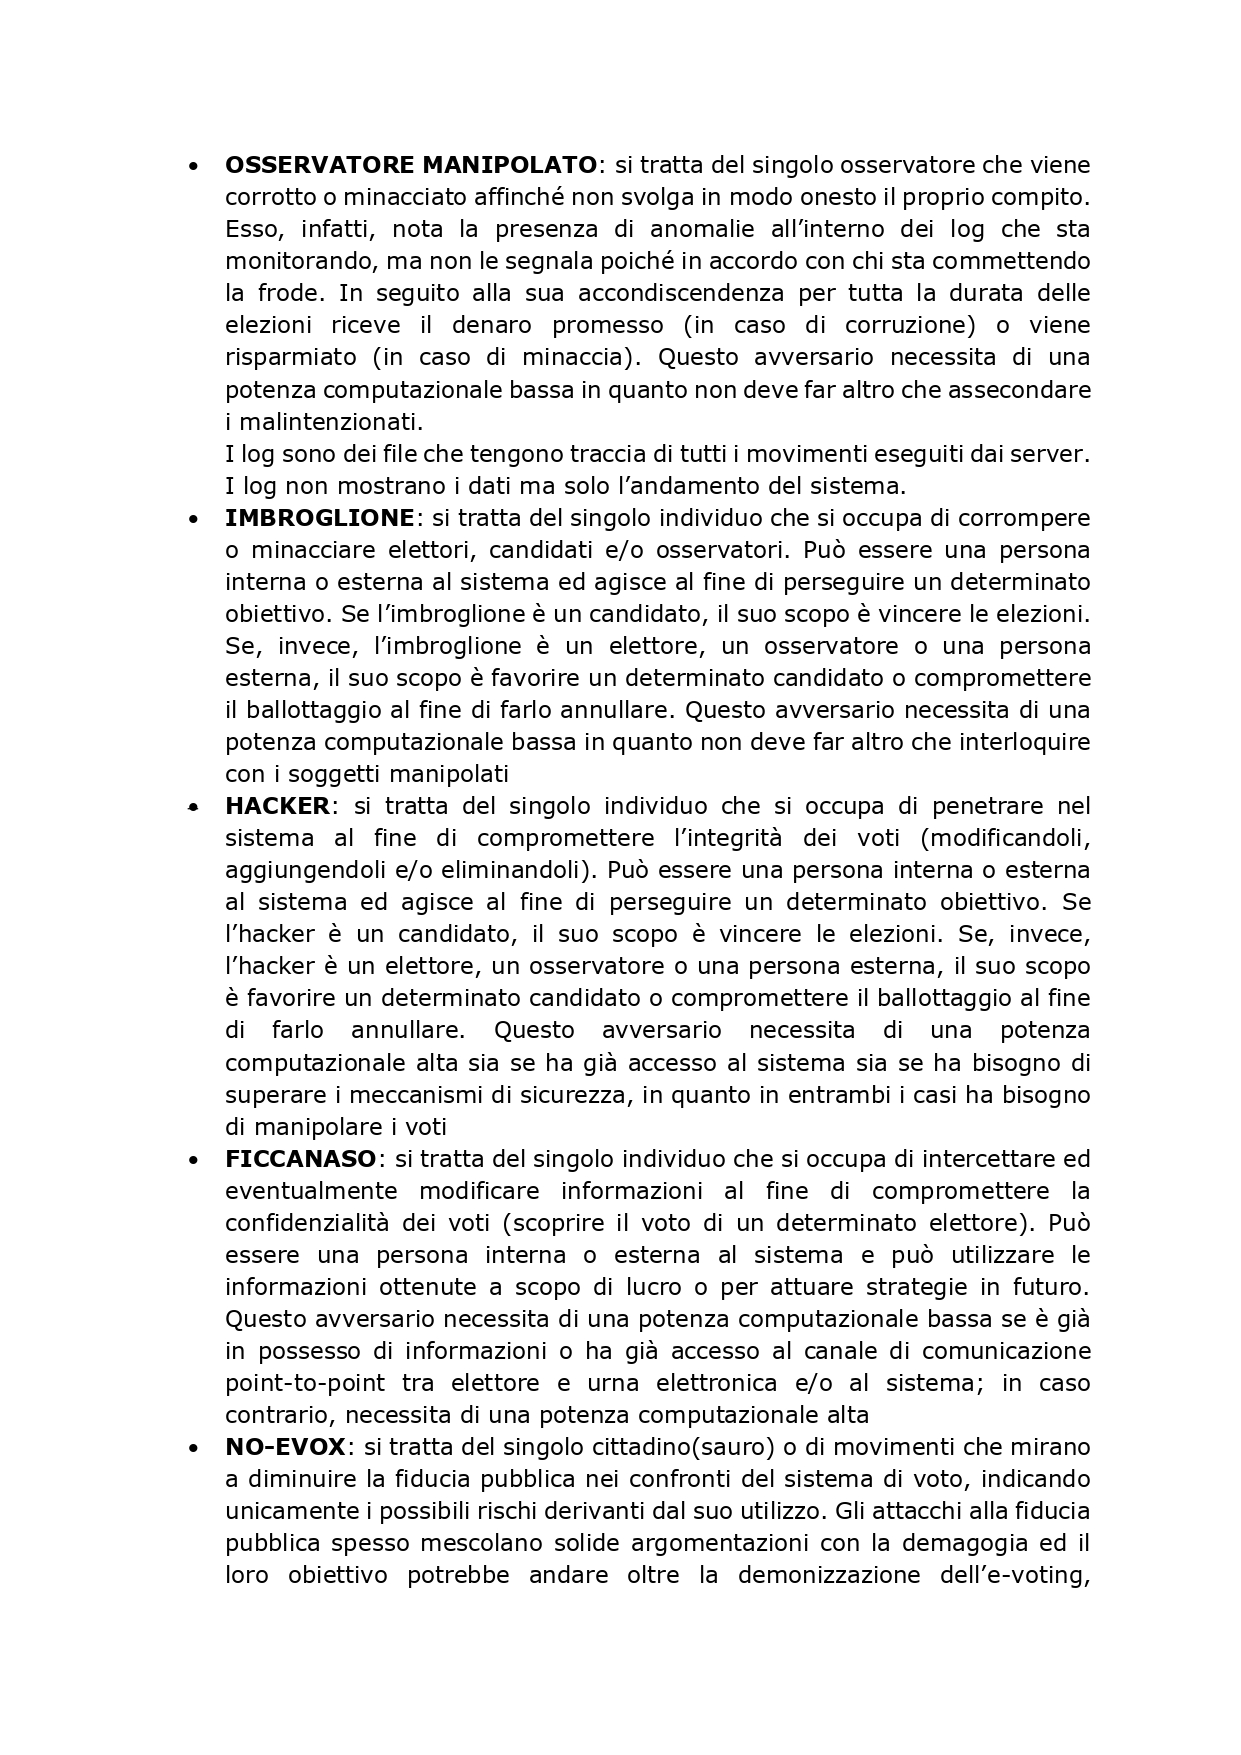 • OSSERVATORE MANIPOLATO: si tratta del singolo osservatore che viene
corrotto o minacciato affinché non svolga in modo onesto il proprio compito.
Esso, infatti, nota la presenza di anomalie all’interno dei log che sta
monitorando, ma non le segnala poiché in accordo con chi sta commettendo
la frode. In seguito alla sua accondiscendenza per tutta la durata delle
elezioni riceve il denaro promesso (in caso di corruzione) o viene
risparmiato (in caso di minaccia). Questo avversario necessita di una
potenza computazionale bassa in quanto non deve far altro che assecondare
i malintenzionati.
I log sono dei file che tengono traccia di tutti i movimenti eseguiti dai server.
I log non mostrano i dati ma solo l’andamento del sistema.
• IMBROGLIONE: si tratta del singolo individuo che si occupa di corrompere
o minacciare elettori, candidati e/o osservatori. Può essere una persona
interna o esterna al sistema ed agisce al fine di perseguire un determinato
obiettivo. Se l’imbroglione è un candidato, il suo scopo è vincere le elezioni.
Se, invece, l’imbroglione è un elettore, un osservatore o una persona
esterna, il suo scopo è favorire un determinato candidato o compromettere
il ballottaggio al fine di farlo annullare. Questo avversario necessita di una
potenza computazionale bassa in quanto non deve far altro che interloquire
con i soggetti manipolati
• HACKER: si tratta del singolo individuo che si occupa di penetrare nel
sistema al fine di compromettere l’integrità dei voti (modificandoli,
aggiungendoli e/o eliminandoli). Può essere una persona interna o esterna
al sistema ed agisce al fine di perseguire un determinato obiettivo. Se
l’hacker è un candidato, il suo scopo è vincere le elezioni. Se, invece,
l’hacker è un elettore, un osservatore o una persona esterna, il suo scopo
è favorire un determinato candidato o compromettere il ballottaggio al fine
di farlo annullare. Questo avversario necessita di una potenza
computazionale alta sia se ha già accesso al sistema sia se ha bisogno di
superare i meccanismi di sicurezza, in quanto in entrambi i casi ha bisogno
di manipolare i voti
• FICCANASO: si tratta del singolo individuo che si occupa di intercettare ed
eventualmente modificare informazioni al fine di compromettere la
confidenzialità dei voti (scoprire il voto di un determinato elettore). Può
essere una persona interna o esterna al sistema e può utilizzare le
informazioni ottenute a scopo di lucro o per attuare strategie in futuro.
Questo avversario necessita di una potenza computazionale bassa se è già
in possesso di informazioni o ha già accesso al canale di comunicazione
point-to-point tra elettore e urna elettronica e/o al sistema; in caso
contrario, necessita di una potenza computazionale alta
• NO–EVOX: si tratta del singolo cittadino(sauro) o di movimenti che mirano
a diminuire la fiducia pubblica nei confronti del sistema di voto, indicando
unicamente i possibili rischi derivanti dal suo utilizzo. Gli attacchi alla fiducia
pubblica spesso mescolano solide argomentazioni con la demagogia ed il
loro obiettivo potrebbe andare oltre la demonizzazione dell’e-voting,